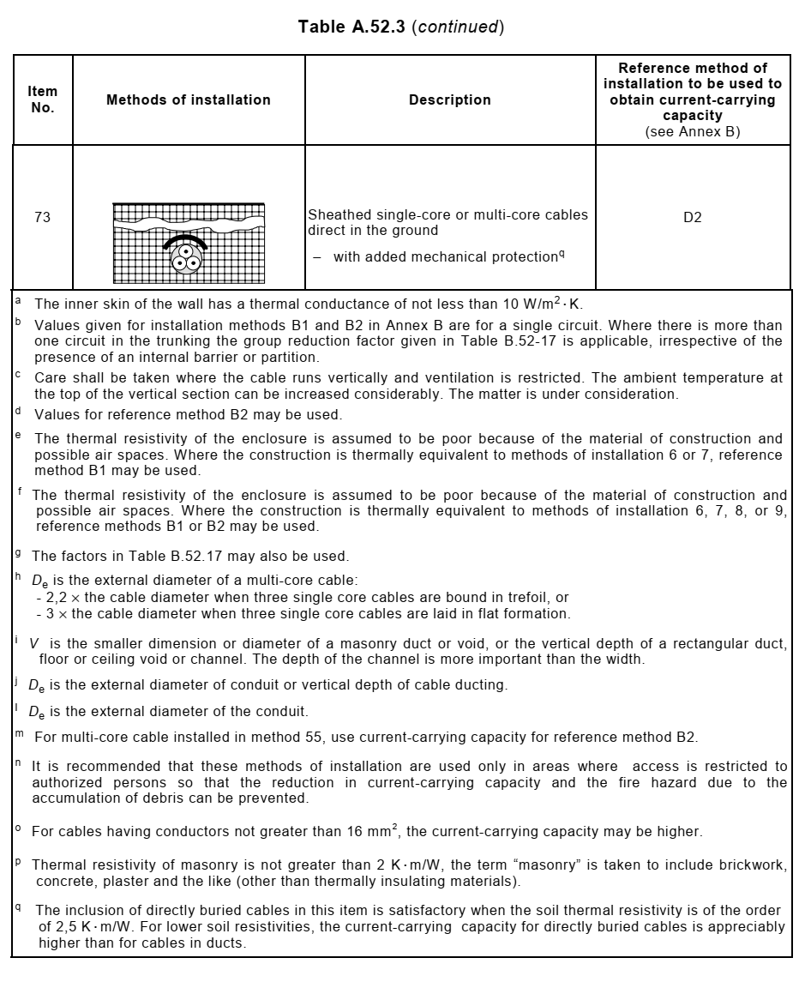 Table A.52.3 (continued)
Item
No.
Methods of installation
Description
Reference method of
installation to be used to
obtain current-carrying
capacity
(see Annex B)
73
Sheathed single-core or multi-core cables
direct in the ground
– with added mechanical protectionq
D2
a The inner skin of the wall has a thermal conductance of not less than 10 W/m2·K.
b Values given for installation methods B1 and B2 in Annex B are for a single circuit. Where there is more than
one circuit in the trunking the group reduction factor given in Table B.52-17 is applicable, irrespective of the
presence of an internal barrier or partition.
c Care shall be taken where the cable runs vertically and ventilation is restricted. The ambient temperature at
the top of the vertical section can be increased considerably. The matter is under consideration.
d Values for reference method B2 may be used.
e The thermal resistivity of the enclosure is assumed to be poor because of the material of construction and
possible air spaces. Where the construction is thermally equivalent to methods of installation 6 or 7, reference
method B1 may be used.
f The thermal resistivity of the enclosure is assumed to be poor because of the material of construction and
possible air spaces. Where the construction is thermally equivalent to methods of installation 6, 7, 8, or 9,
reference methods B1 or B2 may be used.
g The factors in Table B.52.17 may also be used.
h De is the external diameter of a multi-core cable:
- 2,2 × the cable diameter when three single core cables are bound in trefoil, or
- 3 × the cable diameter when three single core cables are laid in flat formation.
i V is the smaller dimension or diameter of a masonry duct or void, or the vertical depth of a rectangular duct,
floor or ceiling void or channel. The depth of the channel is more important than the width.
j De is the external diameter of conduit or vertical depth of cable ducting.
l De is the external diameter of the conduit.
m For multi-core cable installed in method 55, use current-carrying capacity for reference method B2.
n It is recommended that these methods of installation are used only in areas where access is restricted to
authorized persons so that the reduction in current-carrying capacity and the fire hazard due to the
accumulation of debris can be prevented.
o For cables having conductors not greater than 16 mm2, the current-carrying capacity may be higher.
p Thermal resistivity of masonry is not greater than 2 K·m/W, the term “masonry” is taken to include brickwork,
concrete, plaster and the like (other than thermally insulating materials).
q The inclusion of directly buried cables in this item is satisfactory when the soil thermal resistivity is of the order
of 2,5 K·m/W. For lower soil resistivities, the current-carrying capacity for directly buried cables is appreciably
higher than for cables in ducts.